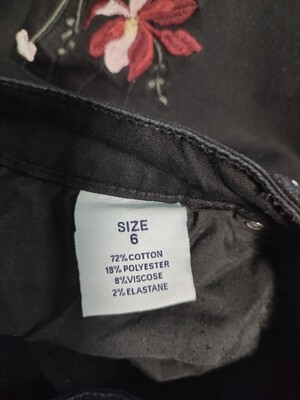 SIZE
6
72% COTTON
18% POLYESTER
8% VISCOSE
2% ELASTANE